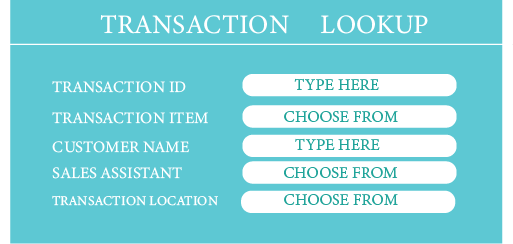 TRANSACTION LOOKUP
TRANSACTION ID TYPE HERE
TRANSACTION ITEM CHOOSE FROM
CUSTOMER NAME TYPE HERE
SALES ASSISTANT CHOOSE FROM
TRANSACTION LOCATION CHOOSE FROM